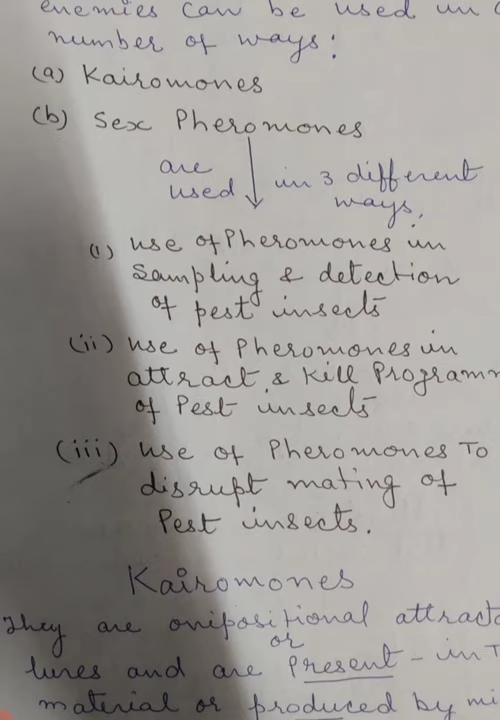 enemies can be used in a
number of ways:
(a) Kairomones
(b) Sex Pheromones
are used in 3 different ways.
(i) use of Pheromones in
sampling & detection
of pest insects
(ii) use of Pheromones in
attract & Kill Programm
of Pest insects
(iii) use of Pheromones To
disrupt mating of
Pest insects.
Kairomones
They are ovipositional attracta
or
lures and are Present - in T
material or produced by mi